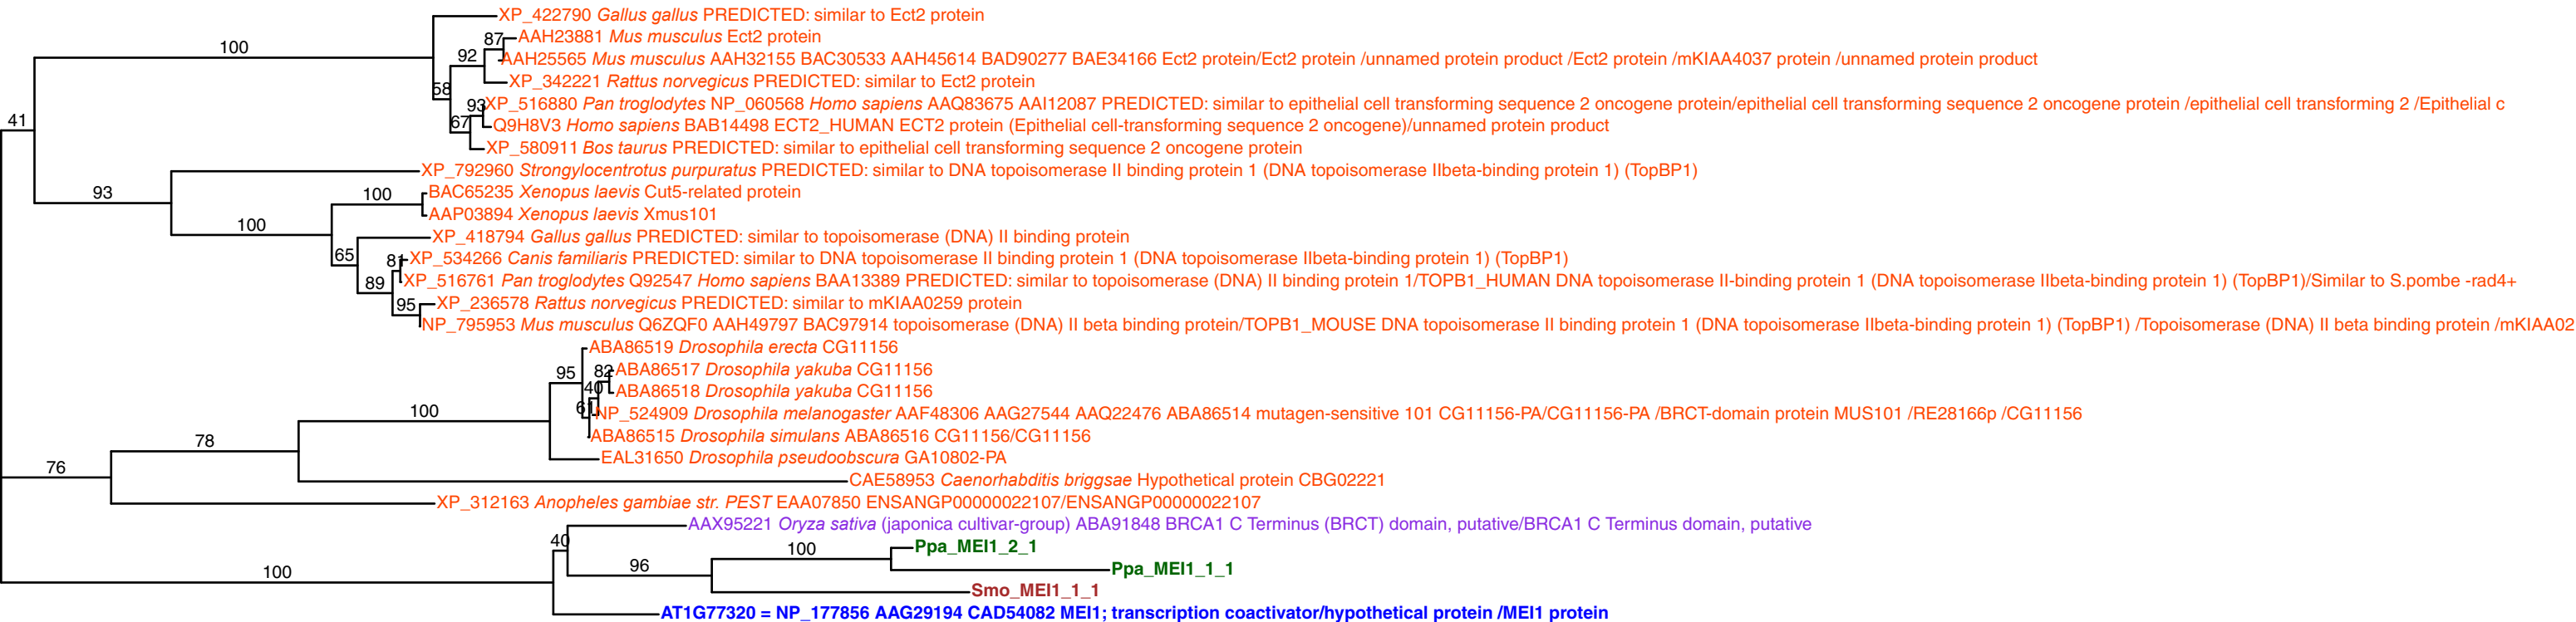 XP_422790 Gallus gallus PREDICTED: similar to Ect2 protein
87 AAH23881 Mus musculus Ect2 protein
100
92 AAH25565 Mus musculus AAH32155 BAC30533 AAH45614 BAD90277 BAE34166 Ect2 protein/Ect2 protein /unnamed protein product /Ect2 protein /mKIAA4037 protein /unnamed protein product
XP_342221 Rattus norvegicus PREDICTED: similar to Ect2 protein
58
93 XP_516880 Pan troglodytes NP_060568 Homo sapiens AAQ83675 AAI12087 PREDICTED: similar to epithelial cell transforming sequence 2 oncogene protein/epithelial cell transforming sequence 2 oncogene protein /epithelial cell transforming 2 /Epithelial c
41 67 Q9H8V3 Homo sapiens BAB14498 ECT2_HUMAN ECT2 protein (Epithelial cell-transforming sequence 2 oncogene)/unnamed protein product
XP_580911 Bos taurus PREDICTED: similar to epithelial cell transforming sequence 2 oncogene protein
XP_792960 Strongylocentrotus purpuratus PREDICTED: similar to DNA topoisomerase II binding protein 1 (DNA topoisomerase IIbeta-binding protein 1) (TopBP1)
93 100 BAC65235 Xenopus laevis Cut5-related protein
AAP03894 Xenopus laevis Xmus101
100
XP_418794 Gallus gallus PREDICTED: similar to topoisomerase (DNA) II binding protein
65 81 XP_534266 Canis familiaris PREDICTED: similar to DNA topoisomerase II binding protein 1 (DNA topoisomerase IIbeta-binding protein 1) (TopBP1)
89 XP_516761 Pan troglodytes Q92547 Homo sapiens BAA13389 PREDICTED: similar to topoisomerase (DNA) II binding protein 1/TOPB1_HUMAN DNA topoisomerase II-binding protein 1 (DNA topoisomerase IIbeta-binding protein 1) (TopBP1)/Similar to S.pombe -rad4+
95 XP_236578 Rattus norvegicus PREDICTED: similar to mKIAA0259 protein
NP_795953 Mus musculus Q6ZQF0 AAH49797 BAC97914 topoisomerase (DNA) II beta binding protein/TOPB1_MOUSE DNA topoisomerase II binding protein 1 (DNA topoisomerase IIbeta-binding protein 1) (TopBP1) /Topoisomerase (DNA) II beta binding protein /mKIAA02
ABA86519 Drosophila erecta CG11156
95 82 ABA86517 Drosophila yakuba CG11156
40 ABA86518 Drosophila yakuba CG11156
100 61 NP_524909 Drosophila melanogaster AAF48306 AAG27544 AAQ22476 ABA86514 mutagen-sensitive 101 CG11156-PA/CG11156-PA /BRCT-domain protein MUS101 /RE28166p /CG11156
78 ABA86515 Drosophila simulans ABA86516 CG11156/CG11156
EAL31650 Drosophila pseudoobscura GA10802-PA
76
CAE58953 Caenorhabditis briggsae Hypothetical protein CBG02221
XP_312163 Anopheles gambiae str. PEST EAA07850 ENSANGP00000022107/ENSANGP00000022107
AAX95221 Oryza sativa (japonica cultivar-group) ABA91848 BRCA1 C Terminus (BRCT) domain, putative/BRCA1 C Terminus domain, putative
40 100 Ppa_MEI1_2_1
100 96 Ppa_MEI1_1_1
Smo_MEI1_1_1
AT1G77320 = NP_177856 AAG29194 CAD54082 MEI1; transcription coactivator/hypothetical protein /MEI1 protein